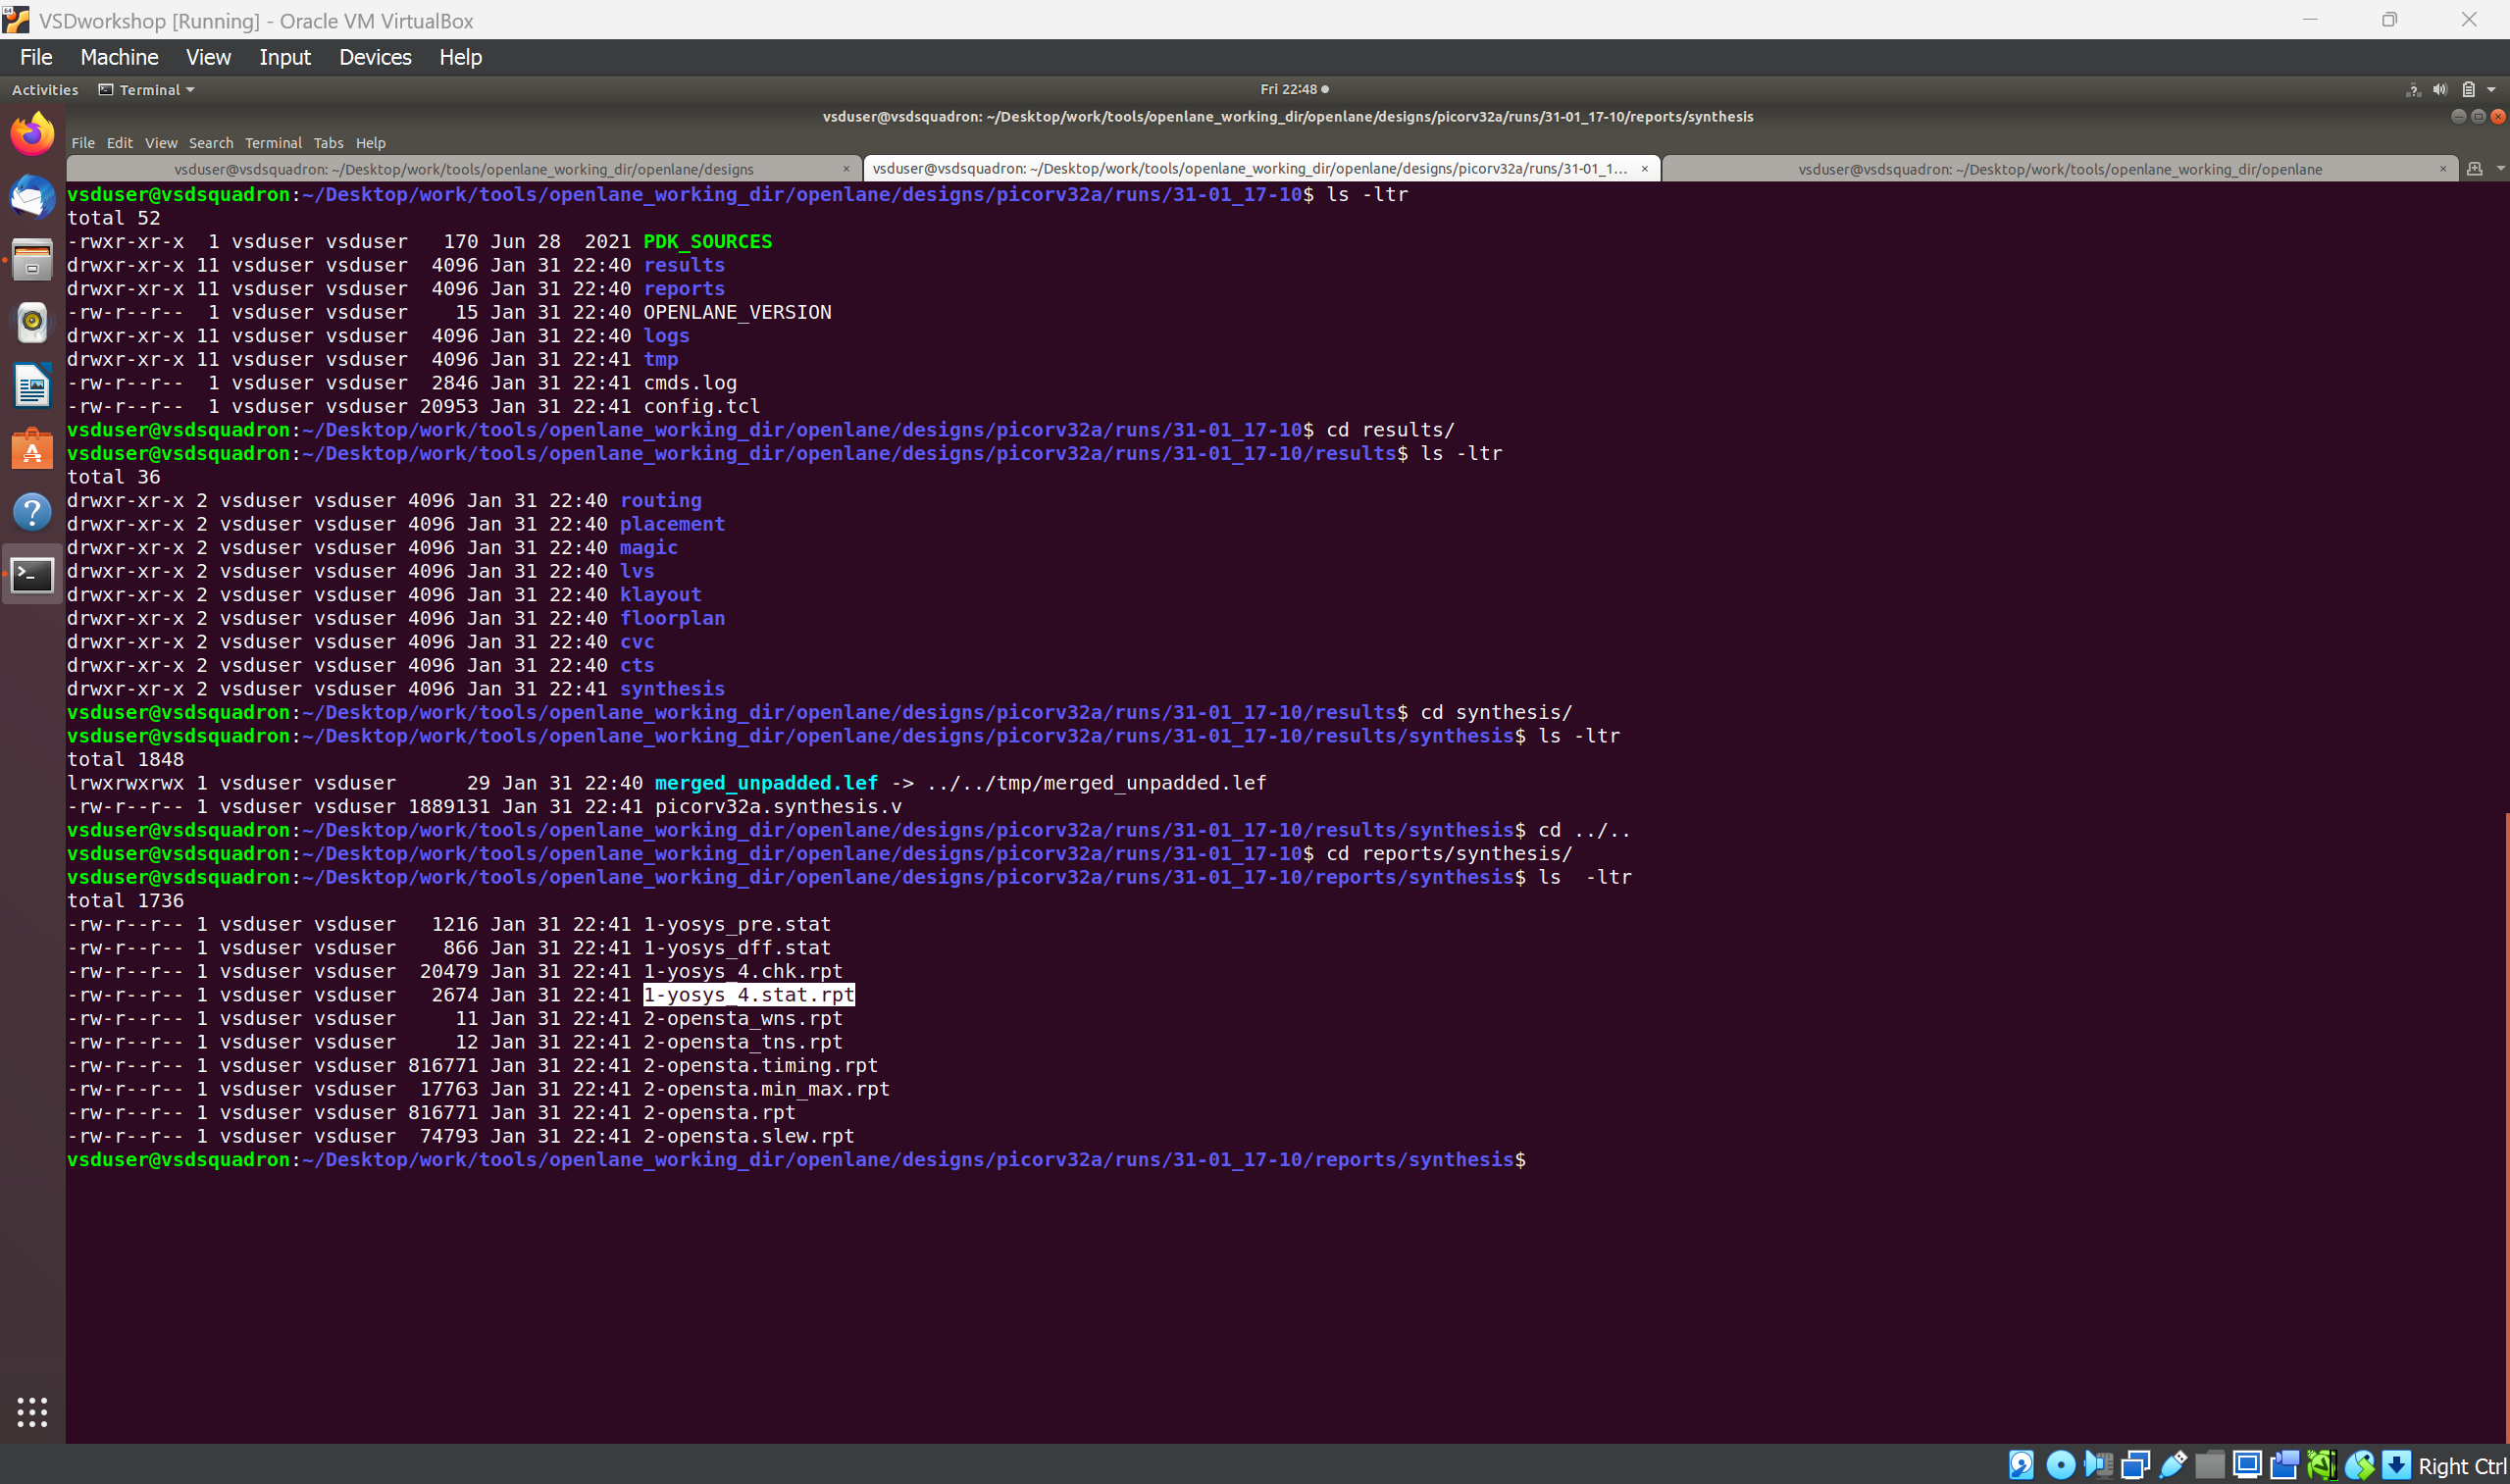 VSDworkshop [Running] - Oracle VM VirtualBox
File Machine View Input Devices Help
Activities Terminal Fri 22:48
vsduser@vsdsquadron: ~/Desktop/work/tools/openlane_working_dir/openlane/designs/picorv32a/runs/31-01_17-10/reports/synthesis
File Edit View Search Terminal Tabs Help
vsduser@vsdsquadron: ~/Desktop/work/tools/openlane_working_dir/openlane/designs × vsduser@vsdsquadron: ~/Desktop/work/tools/openlane_working_dir/openlane/designs/picorv32a/runs/31-01_1... × vsduser@vsdsquadron: ~/Desktop/work/tools/openlane_working_dir/openlane ×
vsduser@vsdsquadron:~/Desktop/work/tools/openlane_working_dir/openlane/designs/picorv32a/runs/31-01_17-10$ ls -ltr
total 52
-rwxr-xr-x  1 vsduser vsduser   170 Jun 28  2021 PDK_SOURCES
drwxr-xr-x 11 vsduser vsduser  4096 Jan 31 22:40 results
drwxr-xr-x 11 vsduser vsduser  4096 Jan 31 22:40 reports
-rw-r--r--  1 vsduser vsduser    15 Jan 31 22:40 OPENLANE_VERSION
drwxr-xr-x 11 vsduser vsduser  4096 Jan 31 22:40 logs
drwxr-xr-x 11 vsduser vsduser  4096 Jan 31 22:41 tmp
-rw-r--r--  1 vsduser vsduser  2846 Jan 31 22:41 cmds.log
-rw-r--r--  1 vsduser vsduser 20953 Jan 31 22:41 config.tcl
vsduser@vsdsquadron:~/Desktop/work/tools/openlane_working_dir/openlane/designs/picorv32a/runs/31-01_17-10$ cd results/
vsduser@vsdsquadron:~/Desktop/work/tools/openlane_working_dir/openlane/designs/picorv32a/runs/31-01_17-10/results$ ls -ltr
total 36
drwxr-xr-x 2 vsduser vsduser 4096 Jan 31 22:40 routing
drwxr-xr-x 2 vsduser vsduser 4096 Jan 31 22:40 placement
drwxr-xr-x 2 vsduser vsduser 4096 Jan 31 22:40 magic
drwxr-xr-x 2 vsduser vsduser 4096 Jan 31 22:40 lvs
drwxr-xr-x 2 vsduser vsduser 4096 Jan 31 22:40 klayout
drwxr-xr-x 2 vsduser vsduser 4096 Jan 31 22:40 floorplan
drwxr-xr-x 2 vsduser vsduser 4096 Jan 31 22:40 cvc
drwxr-xr-x 2 vsduser vsduser 4096 Jan 31 22:40 cts
drwxr-xr-x 2 vsduser vsduser 4096 Jan 31 22:41 synthesis
vsduser@vsdsquadron:~/Desktop/work/tools/openlane_working_dir/openlane/designs/picorv32a/runs/31-01_17-10/results$ cd synthesis/
vsduser@vsdsquadron:~/Desktop/work/tools/openlane_working_dir/openlane/designs/picorv32a/runs/31-01_17-10/results/synthesis$ ls -ltr
total 1848
lrwxrwxrwx 1 vsduser vsduser      29 Jan 31 22:40 merged_unpadded.lef -> ../../tmp/merged_unpadded.lef
-rw-r--r-- 1 vsduser vsduser 1889131 Jan 31 22:41 picorv32a.synthesis.v
vsduser@vsdsquadron:~/Desktop/work/tools/openlane_working_dir/openlane/designs/picorv32a/runs/31-01_17-10/results/synthesis$ cd ../..
vsduser@vsdsquadron:~/Desktop/work/tools/openlane_working_dir/openlane/designs/picorv32a/runs/31-01_17-10$ cd reports/synthesis/
vsduser@vsdsquadron:~/Desktop/work/tools/openlane_working_dir/openlane/designs/picorv32a/runs/31-01_17-10/reports/synthesis$ ls  -ltr
total 1736
-rw-r--r-- 1 vsduser vsduser   1216 Jan 31 22:41 1-yosys_pre.stat
-rw-r--r-- 1 vsduser vsduser    866 Jan 31 22:41 1-yosys_dff.stat
-rw-r--r-- 1 vsduser vsduser  20479 Jan 31 22:41 1-yosys_4.chk.rpt
-rw-r--r-- 1 vsduser vsduser   2674 Jan 31 22:41 1-yosys_4.stat.rpt
-rw-r--r-- 1 vsduser vsduser     11 Jan 31 22:41 2-opensta_wns.rpt
-rw-r--r-- 1 vsduser vsduser     12 Jan 31 22:41 2-opensta_tns.rpt
-rw-r--r-- 1 vsduser vsduser 816771 Jan 31 22:41 2-opensta.timing.rpt
-rw-r--r-- 1 vsduser vsduser  17763 Jan 31 22:41 2-opensta.min_max.rpt
-rw-r--r-- 1 vsduser vsduser 816771 Jan 31 22:41 2-opensta.rpt
-rw-r--r-- 1 vsduser vsduser  74793 Jan 31 22:41 2-opensta.slew.rpt
vsduser@vsdsquadron:~/Desktop/work/tools/openlane_working_dir/openlane/designs/picorv32a/runs/31-01_17-10/reports/synthesis$
Right Ctrl